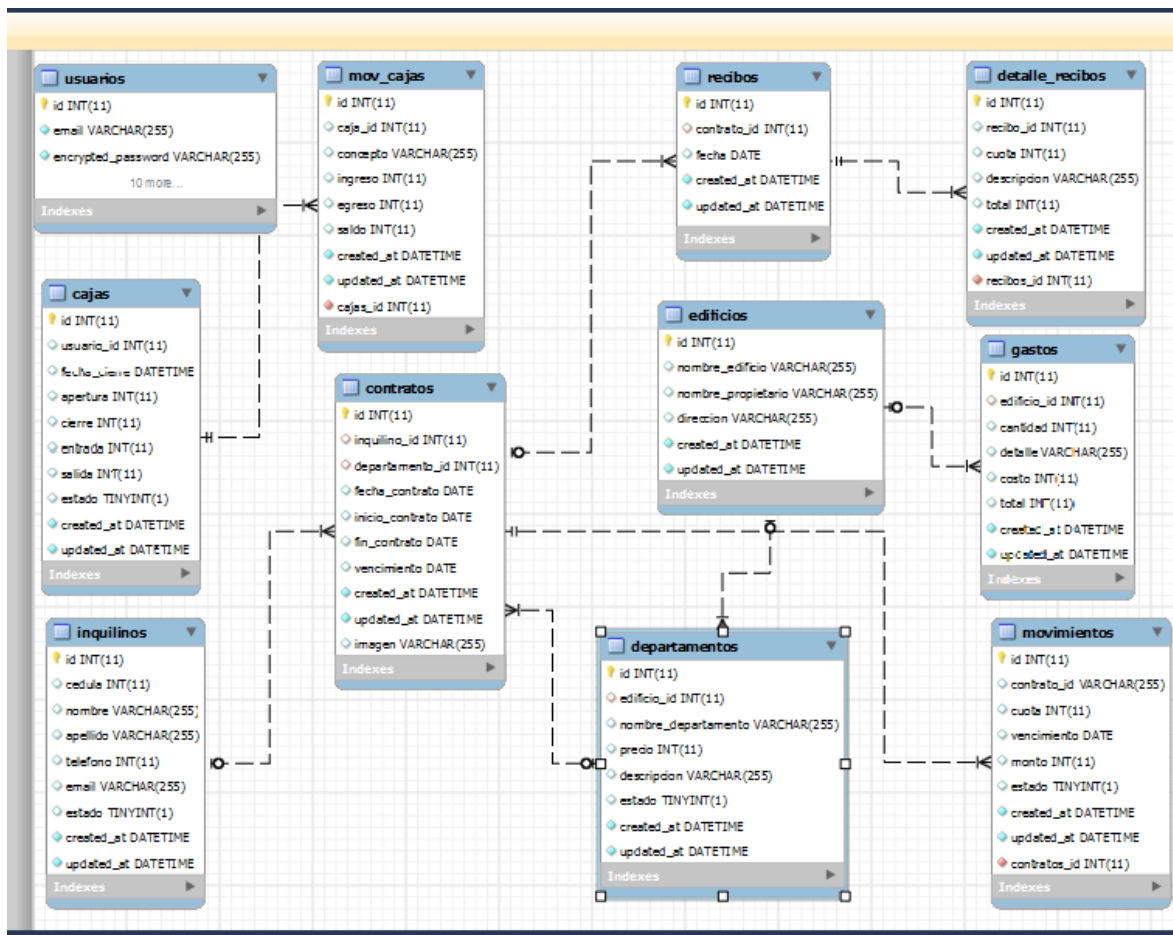 usuarios
id INT(11)
email VARCHAR(255)
encrypted_password VARCHAR(255)
10 more...
Indexes
mov_cajas
id INT(11)
caja_id INT(11)
concepto VARCHAR(255)
ingreso INT(11)
egreso INT(11)
saldo INT(11)
created_at DATETIME
updated_at DATETIME
cajas_id INT(11)
Indexes
recibos
id INT(11)
contrato_id INT(11)
fecha DATE
created_at DATETIME
updated_at DATETIME
Indexes
detalle_recibos
id INT(11)
recibo_id INT(11)
cuota INT(11)
descripcion VARCHAR(255)
total INT(11)
created_at DATETIME
updated_at DATETIME
recibos_id INT(11)
Indexes
cajas
id INT(11)
usuario_id INT(11)
fecha_cierre DATETIME
apertura INT(11)
cierre INT(11)
entrada INT(11)
salida INT(11)
estado TINYINT(1)
created_at DATETIME
updated_at DATETIME
Indexes
contratos
id INT(11)
inquilino_id INT(11)
departamento_id INT(11)
fecha_contrato DATE
inicio_contrato DATE
fin_contrato DATE
vencimiento DATE
created_at DATETIME
updated_at DATETIME
imagen VARCHAR(255)
Indexes
edificios
id INT(11)
nombre_edificio VARCHAR(255)
nombre_propietario VARCHAR(255)
direccion VARCHAR(255)
created_at DATETIME
updated_at DATETIME
Indexes
gastos
id INT(11)
edificio_id INT(11)
cantidad INT(11)
detalle VARCHAR(255)
costo INT(11)
total INT(11)
created_at DATETIME
updated_at DATETIME
Indexes
inquilinos
id INT(11)
cedula INT(11)
nombre VARCHAR(255)
apellido VARCHAR(255)
telefono INT(11)
email VARCHAR(255)
estado TINYINT(1)
created_at DATETIME
updated_at DATETIME
Indexes
departamentos
id INT(11)
edificio_id INT(11)
nombre_departamento VARCHAR(255)
precio INT(11)
descripcion VARCHAR(255)
estado TINYINT(1)
created_at DATETIME
updated_at DATETIME
Indexes
movimientos
id INT(11)
contrato_id VARCHAR(255)
cuota INT(11)
vencimiento DATE
monto INT(11)
estado TINYINT(1)
created_at DATETIME
updated_at DATETIME
contratos_id INT(11)
Indexes